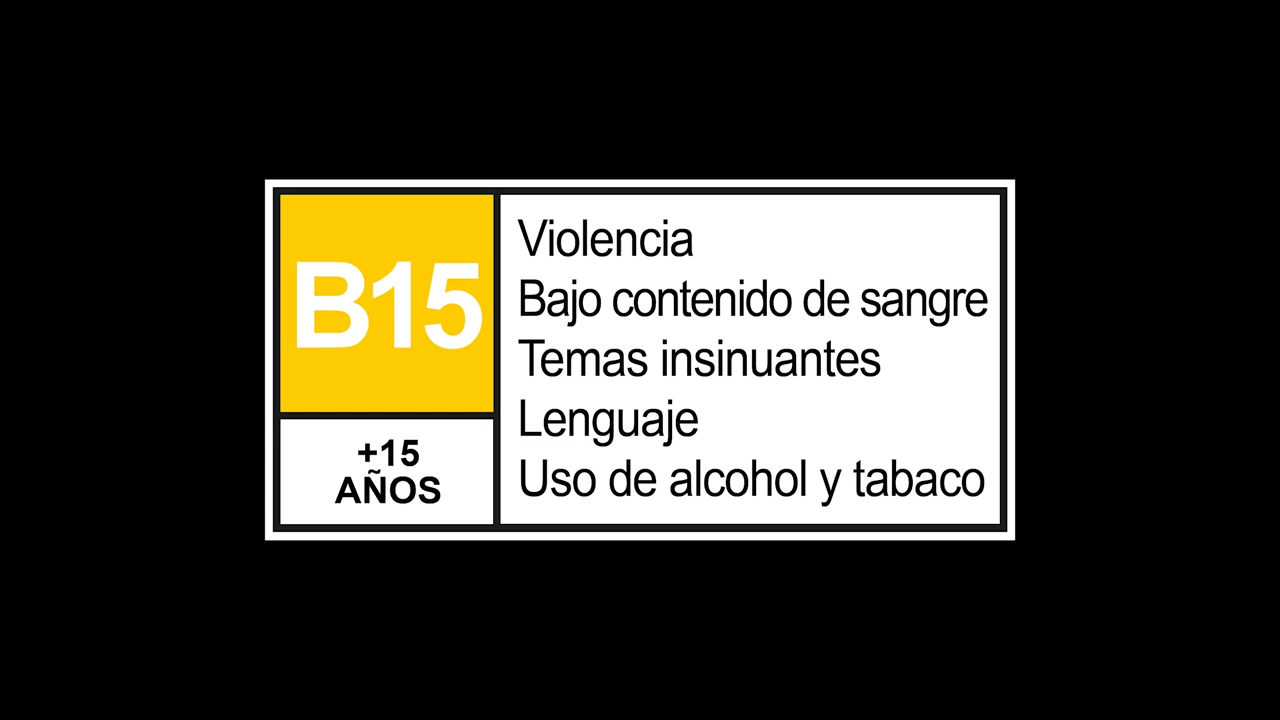 B15
+15
AÑOS
Violencia
Bajo contenido de sangre
Temas insinuantes
Lenguaje
Uso de alcohol y tabaco